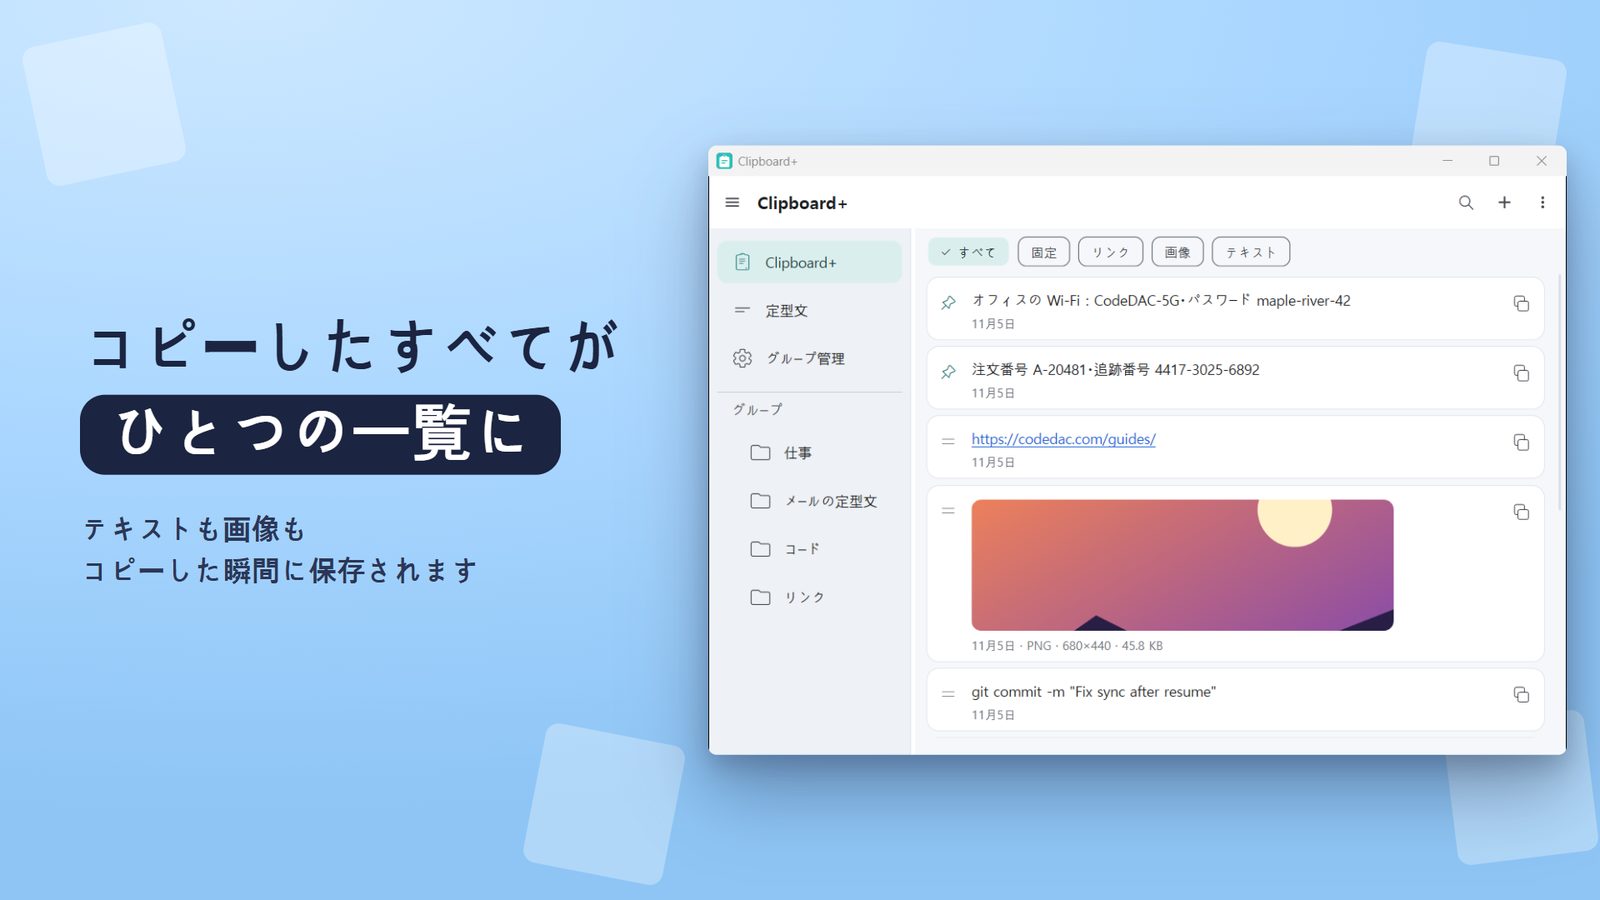 コピーしたすべてが
ひとつの一覧に
テキストも画像も
コピーした瞬間に保存されます
Clipboard+
Clipboard+
Clipboard+
定型文
グループ管理
グループ
仕事
メールの定型文
コード
リンク
すべて 固定 リンク 画像 テキスト
オフィスの Wi-Fi : CodeDAC-5G・パスワード maple-river-42
11月5日
注文番号 A-20481・追跡番号 4417-3025-6892
11月5日
https://codedac.com/guides/
11月5日
11月5日 · PNG · 680×440 · 45.8 KB
git commit -m "Fix sync after resume"
11月5日